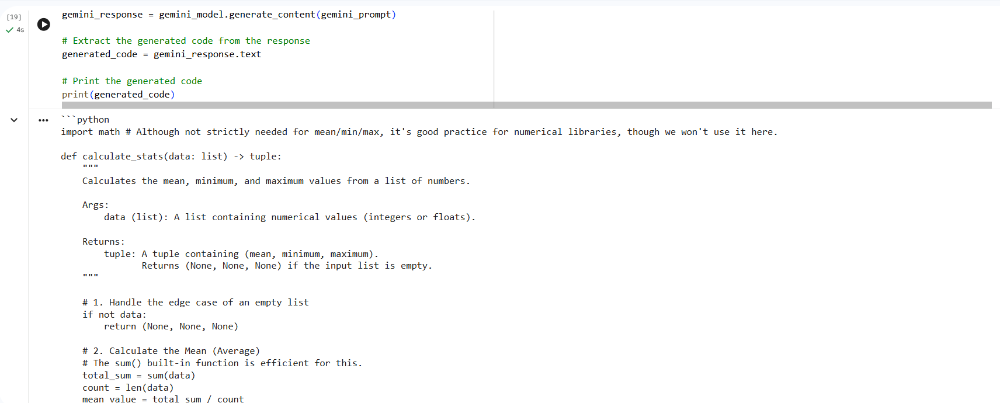 [19]
4s
gemini_response = gemini_model.generate_content(gemini_prompt)
# Extract the generated code from the response
generated_code = gemini_response.text
# Print the generated code
print(generated_code)
```python
import math # Although not strictly needed for mean/min/max, it's good practice for numerical libraries, though we won't use it here.
def calculate_stats(data: list) -> tuple:
"""
Calculates the mean, minimum, and maximum values from a list of numbers.
Args:
data (list): A list containing numerical values (integers or floats).
Returns:
tuple: A tuple containing (mean, minimum, maximum).
Returns (None, None, None) if the input list is empty.
"""
# 1. Handle the edge case of an empty list
if not data:
return (None, None, None)
# 2. Calculate the Mean (Average)
# The sum() built-in function is efficient for this.
total_sum = sum(data)
count = len(data)
mean_value = total_sum / count